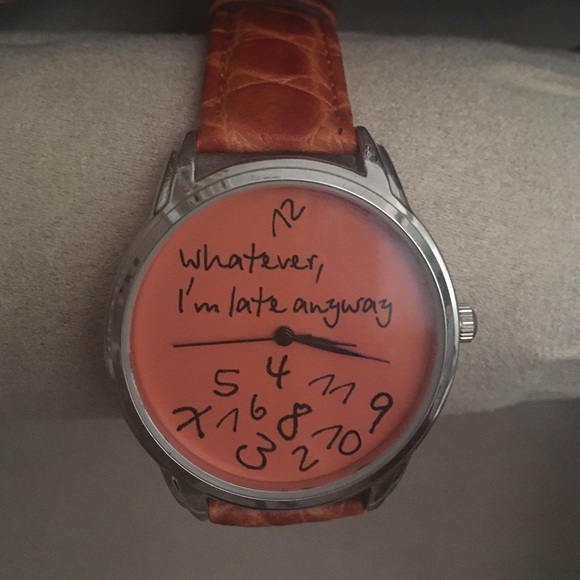 12
whatever,
I'm late anyway
5 4 11
7 1 6 8 9
3 2 10